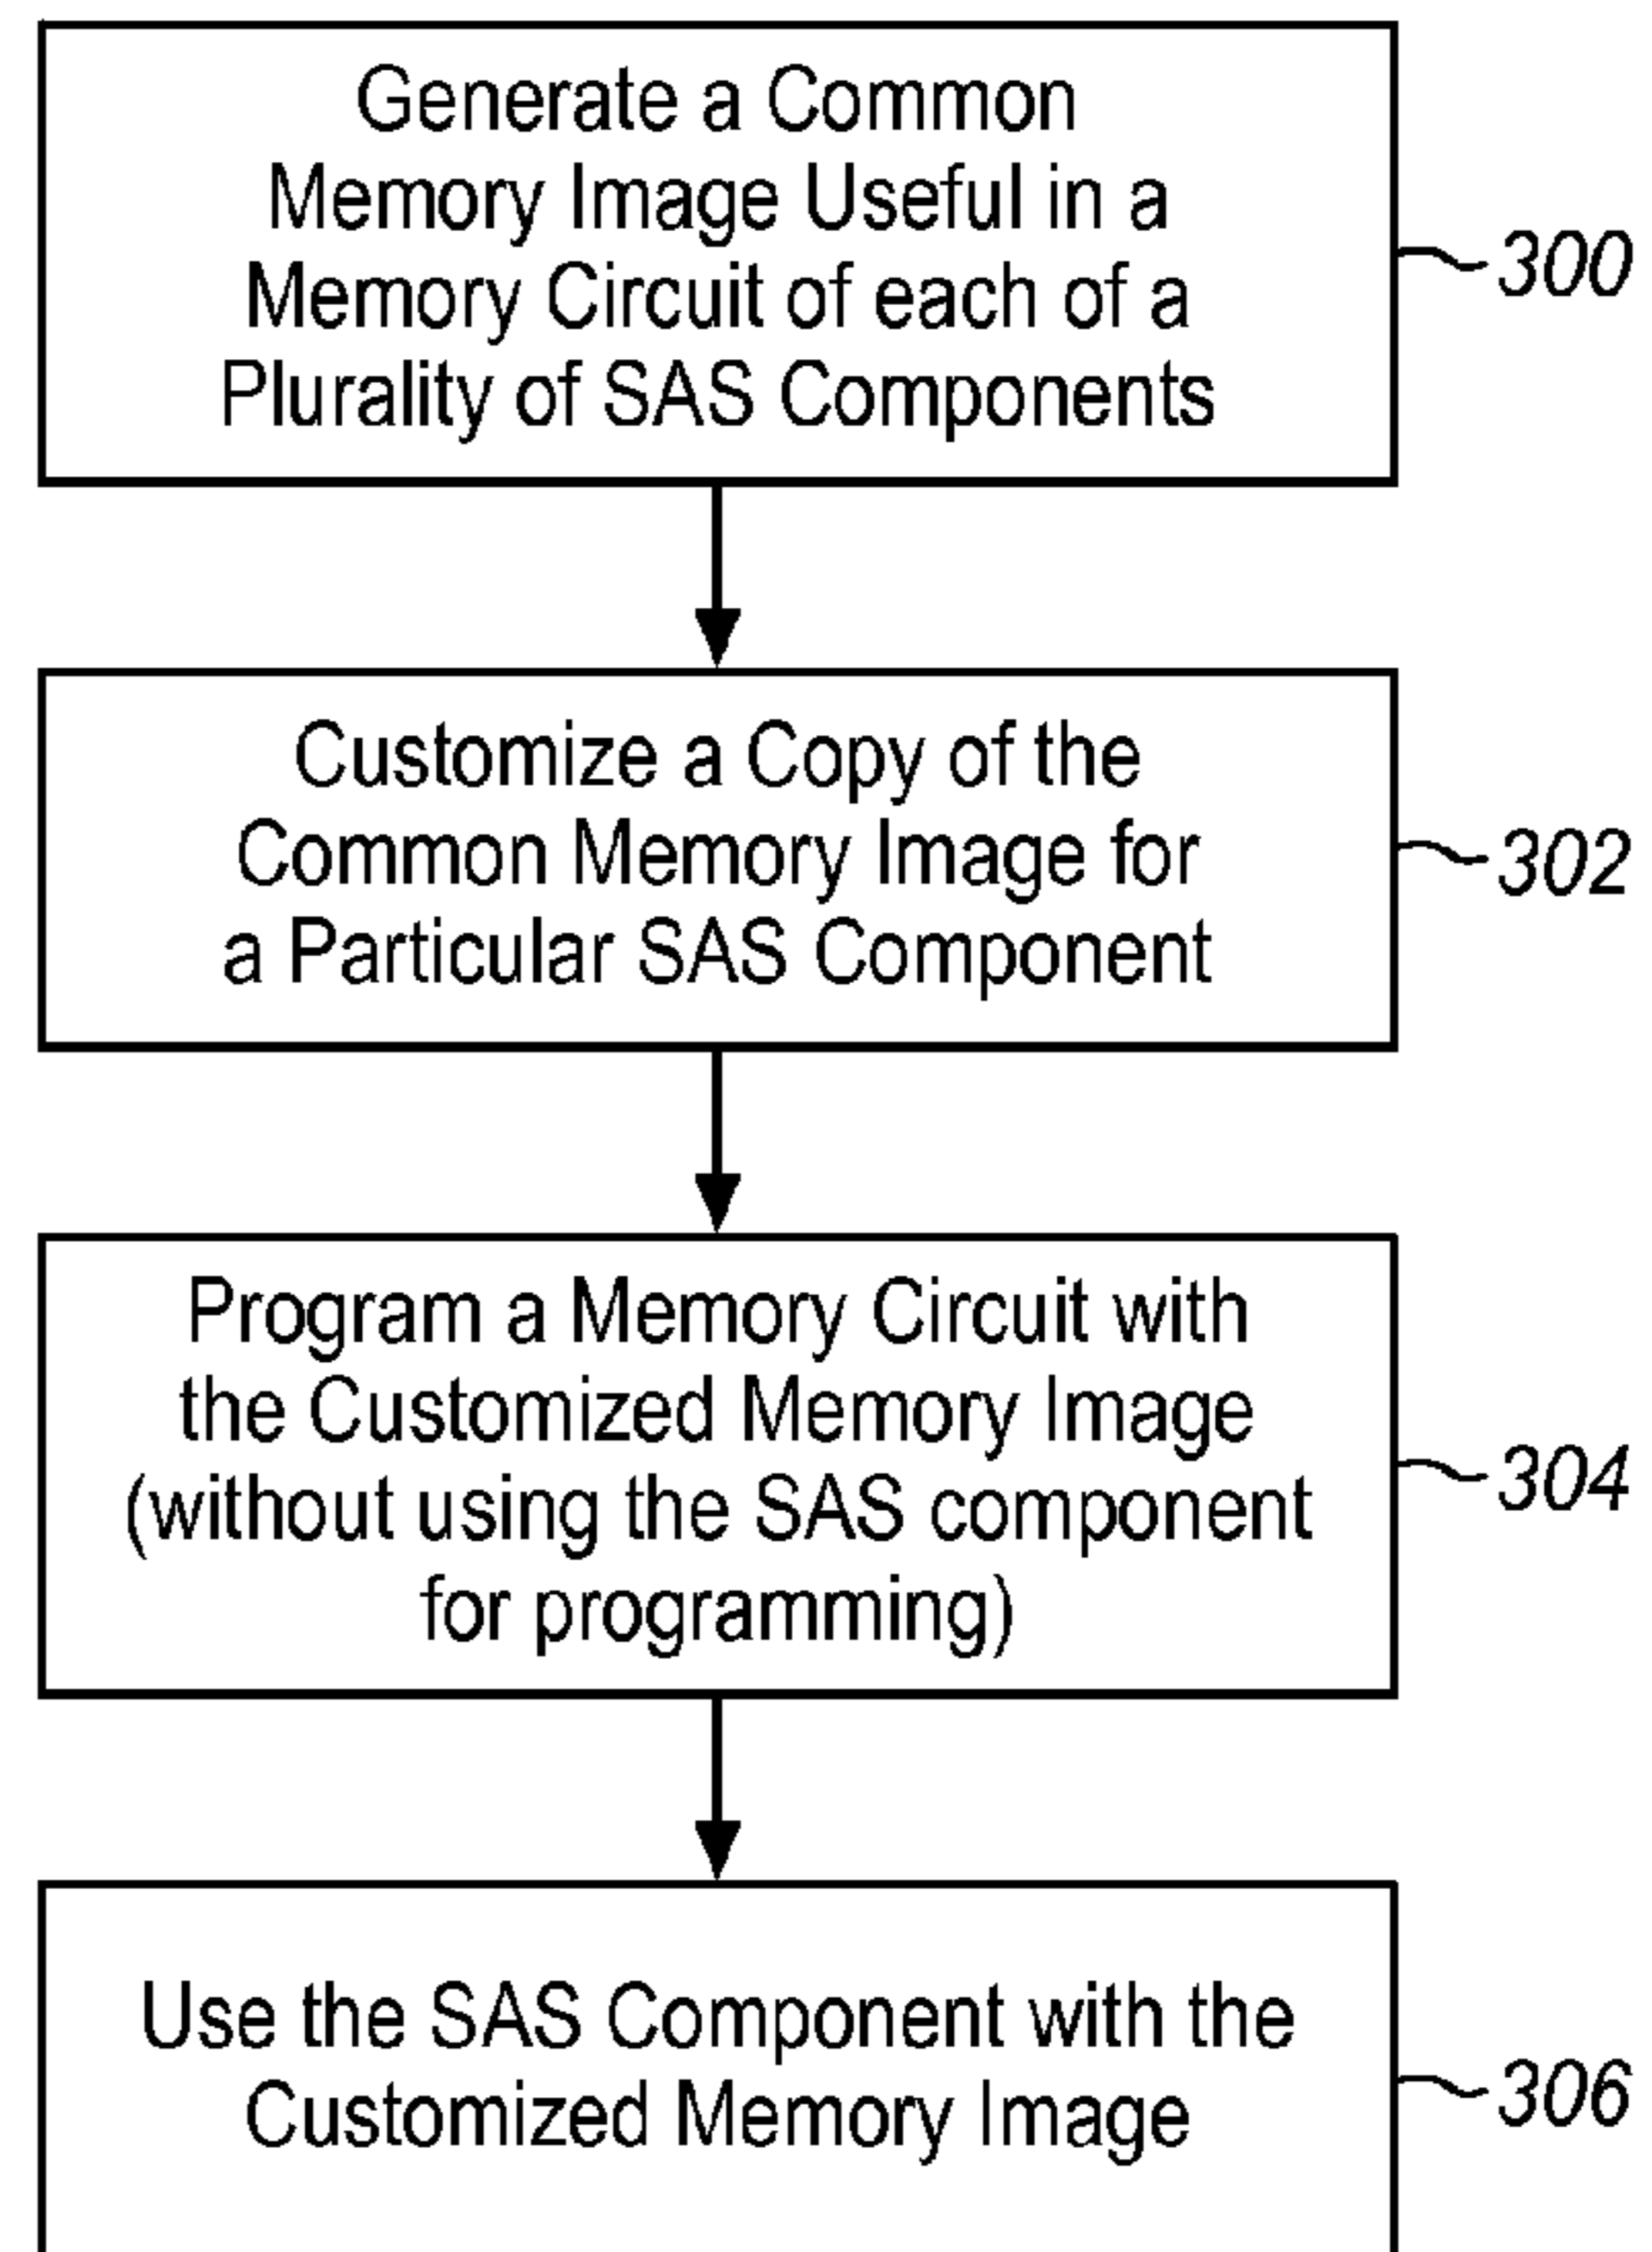 Generate a Common
Memory Image Useful in a
Memory Circuit of each of a
Plurality of SAS Components
300
Customize a Copy of the
Common Memory Image for
a Particular SAS Component
302
Program a Memory Circuit with
the Customized Memory Image
(without using the SAS component
for programming)
304
Use the SAS Component with the
Customized Memory Image
306